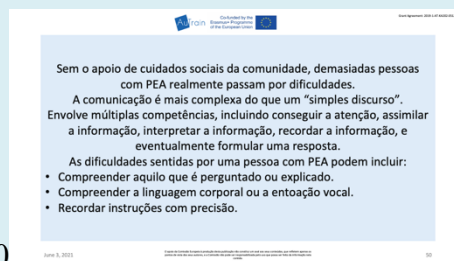 AuTrain
Co-funded by the
Erasmus+ Programme
of the European Union
Sem o apoio de cuidados sociais da comunidade, demasiadas pessoas
com PEA realmente passam por dificuldades.
A comunicação é mais complexa do que um “simples discurso”.
Envolve múltiplas competências, incluindo conseguir a atenção, assimilar
a informação, interpretar a informação, recordar a informação, e
eventualmente formular uma resposta.
As dificuldades sentidas por uma pessoa com PEA podem incluir:
• Compreender aquilo que é perguntado ou explicado.
• Compreender a linguagem corporal ou a entoação vocal.
• Recordar instruções com precisão.
June 3, 2021
50